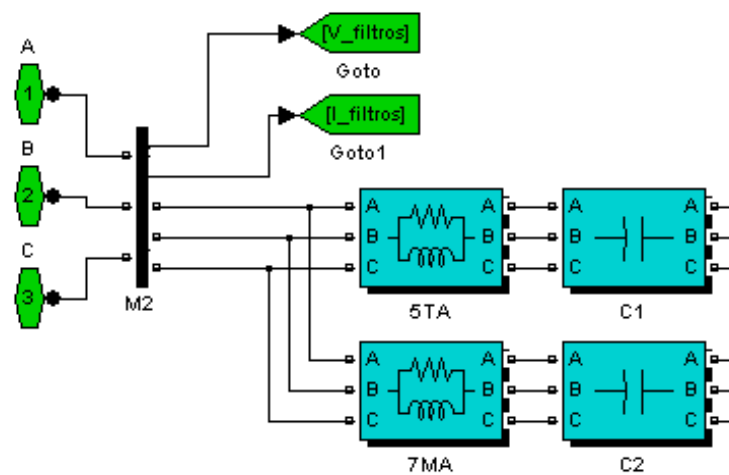 A
1
B
2
C
3
M2
[V_filtros]
Goto
[I_filtros]
Goto1
A A
B B
C C
5TA
A A
B B
C C
C1
A A
B B
C C
7MA
A A
B B
C C
C2